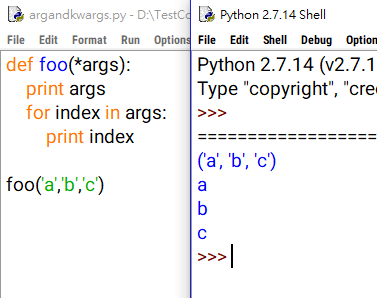 argandkwargs.py - D:\TestCo
File Edit Format Run Options
def foo(*args):
    print args
    for index in args:
        print index
foo('a','b','c')
Python 2.7.14 Shell
File Edit Shell Debug Options
Python 2.7.14 (v2.7.1
Type "copyright", "cre
>>>
====================
('a', 'b', 'c')
a
b
c
>>>